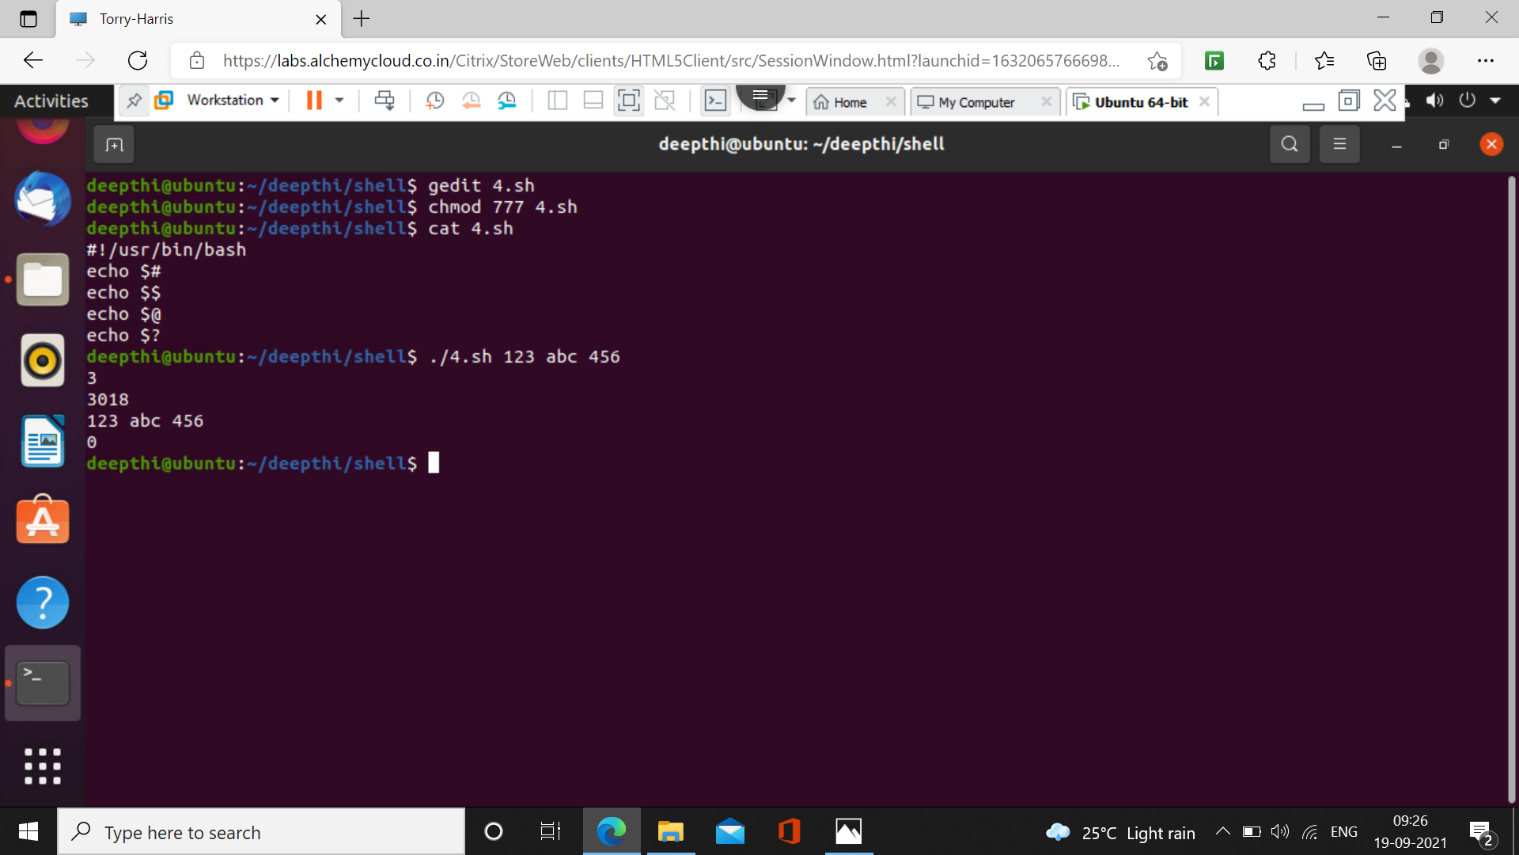 Torry-Harris
https://labs.alchemycloud.co.in/Citrix/StoreWeb/clients/HTML5Client/src/SessionWindow.html?launchid=1632065766698...
Activities
Workstation
Home
My Computer
Ubuntu 64-bit
deepthi@ubuntu: ~/deepthi/shell
deepthi@ubuntu:~/deepthi/shell$ gedit 4.sh
deepthi@ubuntu:~/deepthi/shell$ chmod 777 4.sh
deepthi@ubuntu:~/deepthi/shell$ cat 4.sh
#!/usr/bin/bash
echo $#
echo $$
echo $@
echo $?
deepthi@ubuntu:~/deepthi/shell$ ./4.sh 123 abc 456
3
3018
123 abc 456
0
deepthi@ubuntu:~/deepthi/shell$
Type here to search
25°C Light rain
ENG
09:26
19-09-2021
2